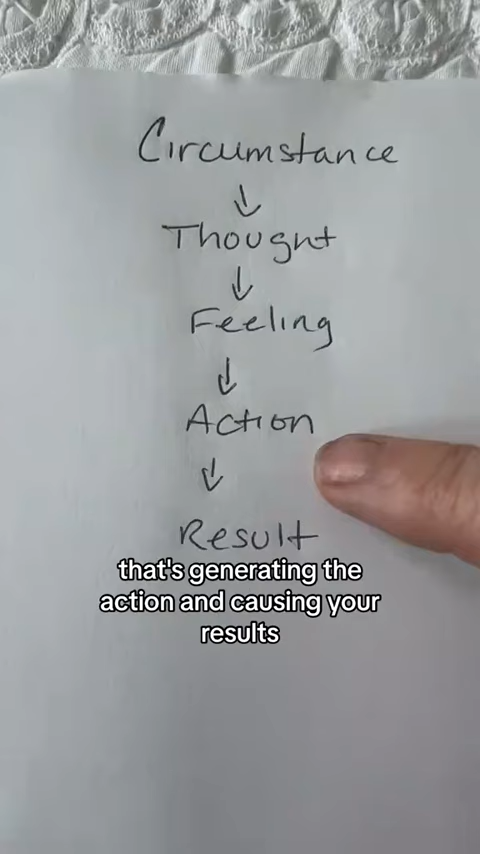 Circumstance
↓
Thought
↓
Feeling
↓
Action
↓
Result
that's generating the
action and causing your
results